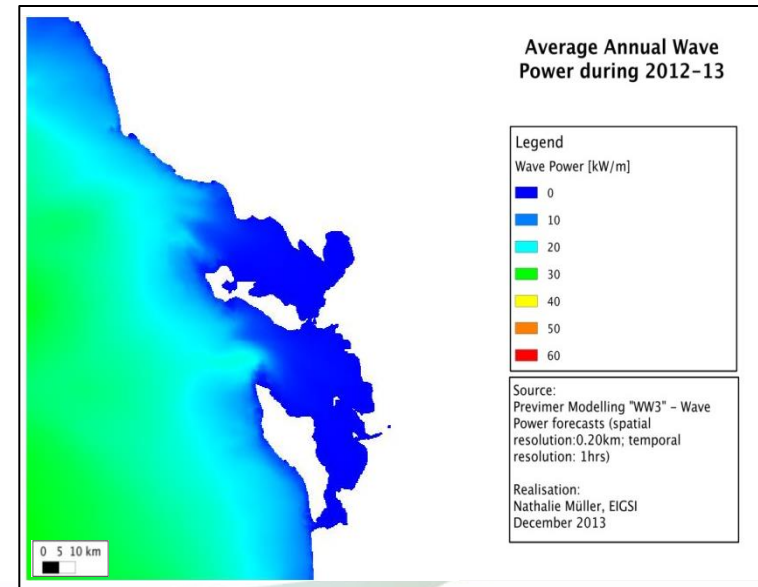 Average Annual Wave
Power during 2012-13
Legend
Wave Power [kW/m]
0
10
20
30
40
50
60
Source:
Previmer Modelling "WW3" - Wave
Power forecasts (spatial
resolution:0.20km; temporal
resolution: 1hrs)
Realisation:
Nathalie Müller, EIGSI
December 2013
0 5 10 km